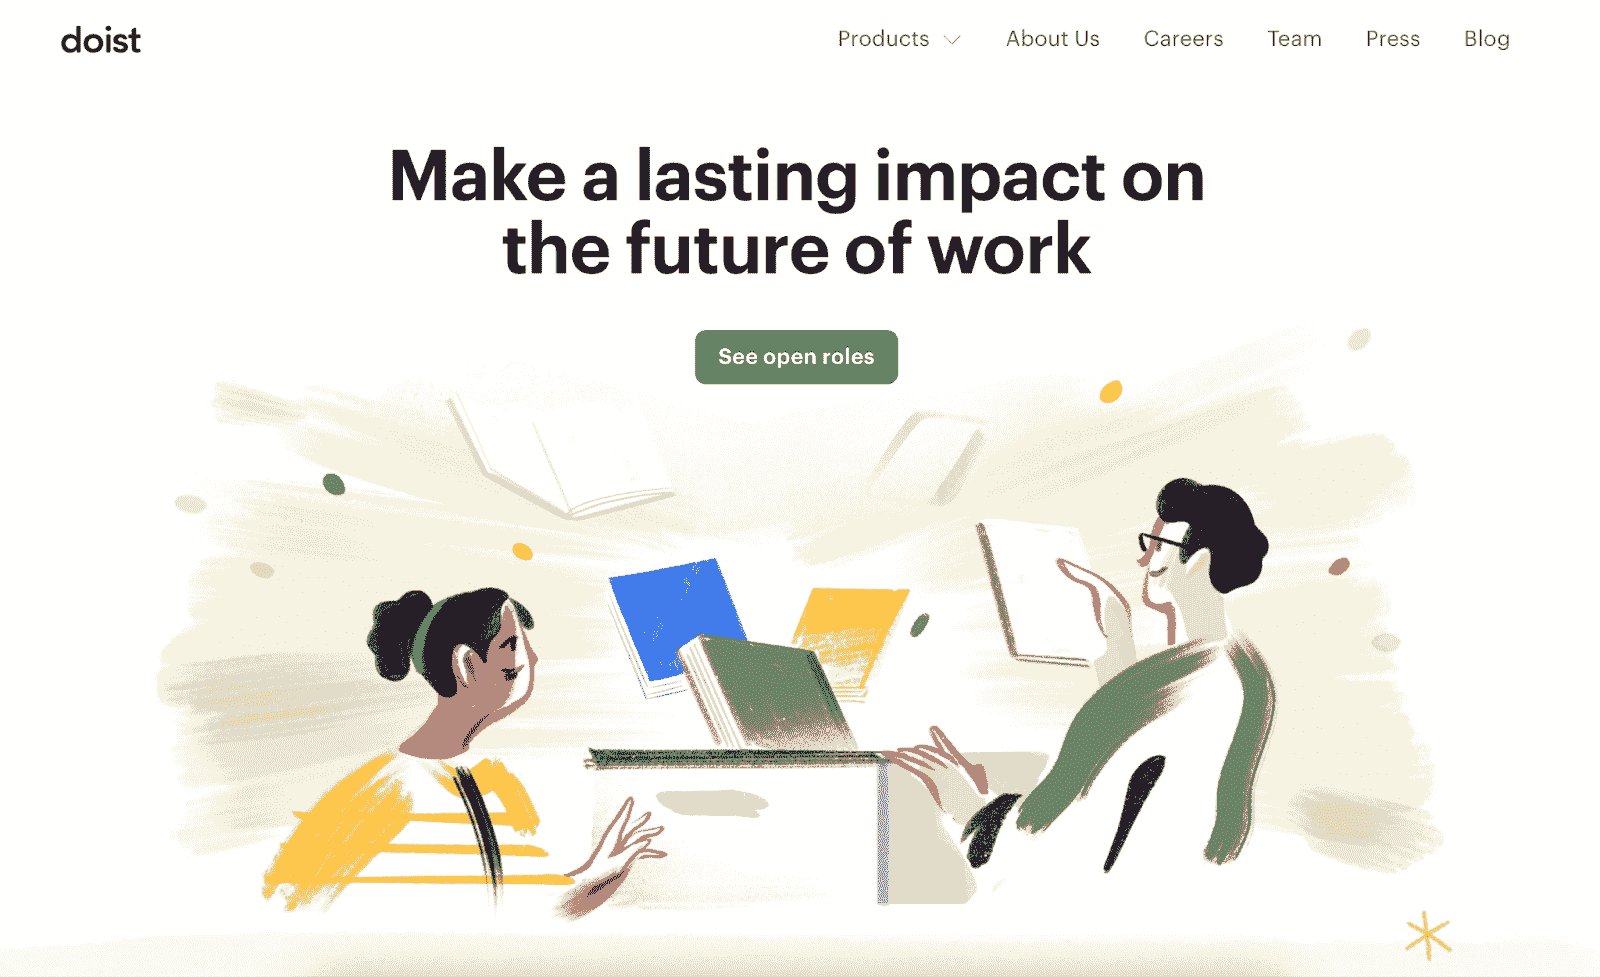 doist
Products
About Us
Careers
Team
Press
Blog
Make a lasting impact on
the future of work
See open roles